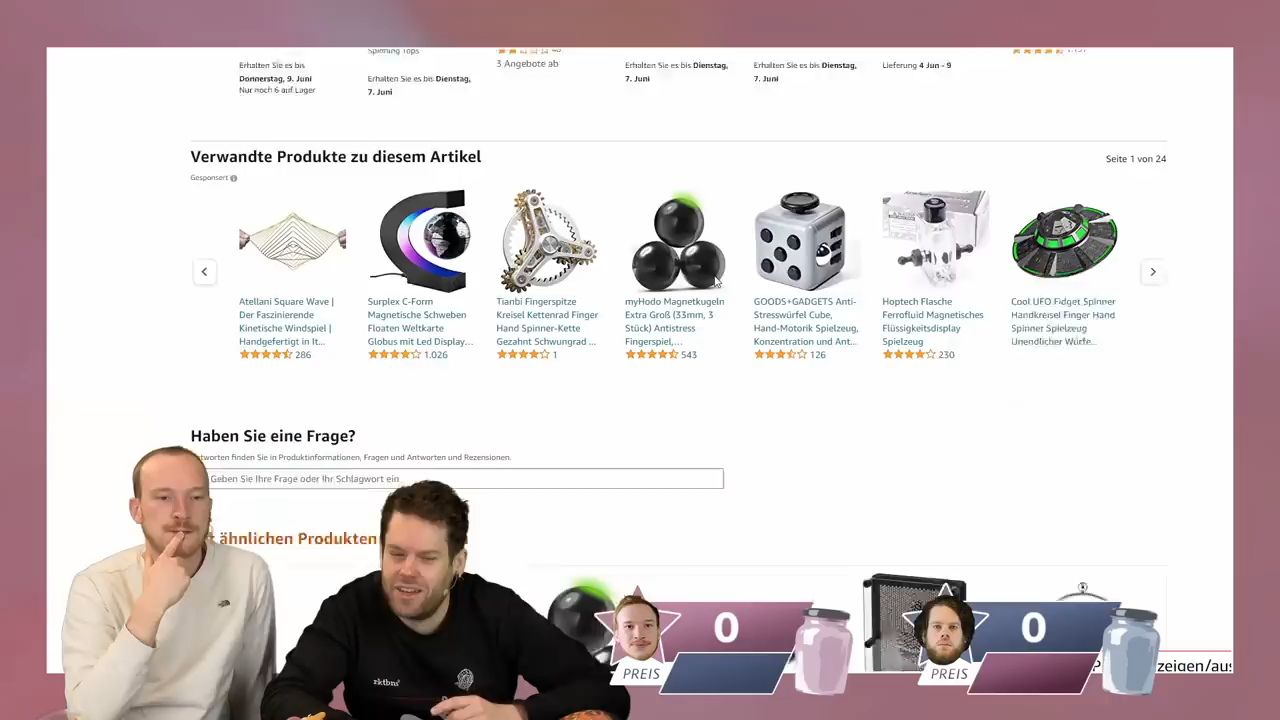 Spinning Tops
3 Angebote ab
Erhalten Sie es bis
Donnerstag, 9. Juni
Nur noch 6 auf Lager
Erhalten Sie es bis Dienstag,
7. Juni
Erhalten Sie es bis Dienstag,
7. Juni
Erhalten Sie es bis Dienstag,
7. Juni
Lieferung 4 Jun - 9
Verwandte Produkte zu diesem Artikel
Seite 1 von 24
Gesponsert
Atellani Square Wave |
Der Faszinierende
Kinetische Windspiel |
Handgefertigt in It...
286
Surplex C-Form
Magnetische Schweben
Floaten Weltkarte
Globus mit Led Display...
1.026
Tianbi Fingerspitze
Kreisel Kettenrad Finger
Hand Spinner-Kette
Gezahnt Schwungrad ...
1
myHodo Magnetkugeln
Extra Groß (33mm, 3
Stück) Antistress
Fingerspiel,...
543
GOODS+GADGETS Anti-
Stresswürfel Cube,
Hand-Motorik Spielzeug,
Konzentration und Ant...
126
Hoptech Flasche
Ferrofluid Magnetisches
Flüssigkeitsdisplay
Spielzeug
230
Cool UFO Fidget Spinner
Handkreisel Finger Hand
Spinner Spielzeug
Unendlicher Würfe...
Haben Sie eine Frage?
ntworten finden Sie in Produktinformationen, Fragen und Antworten und Rezensionen.
Geben Sie Ihre Frage oder Ihr Schlagwort ein
t ähnlichen Produkten
zktbns
0
PREIS
0
PREIS
zeigen/aus